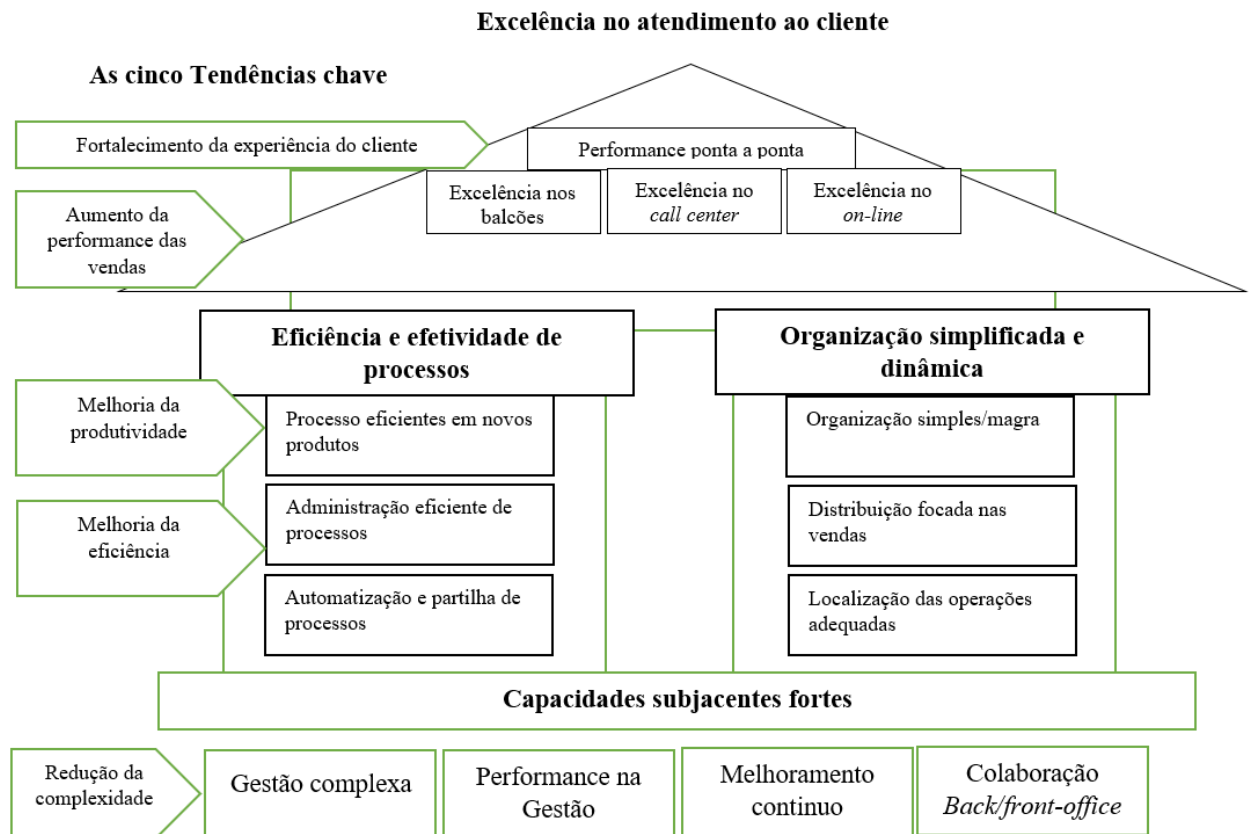 Excelência no atendimento ao cliente
As cinco Tendências chave
Fortalecimento da experiência do cliente
Performance ponta a ponta
Aumento da
performance das
vendas
Excelência nos
balcões
Excelência no
call center
Excelência no
on-line
Eficiência e efetividade de
processos
Organização simplificada e
dinâmica
Melhoria da
produtividade
Processo eficientes em novos
produtos
Organização simples/magra
Melhoria da
eficiência
Administração eficiente de
processos
Distribuição focada nas
vendas
Automatização e partilha de
processos
Localização das operações
adequadas
Capacidades subjacentes fortes
Redução da
complexidade
Gestão complexa
Performance na
Gestão
Melhoramento
continuo
Colaboração
Back/front-office